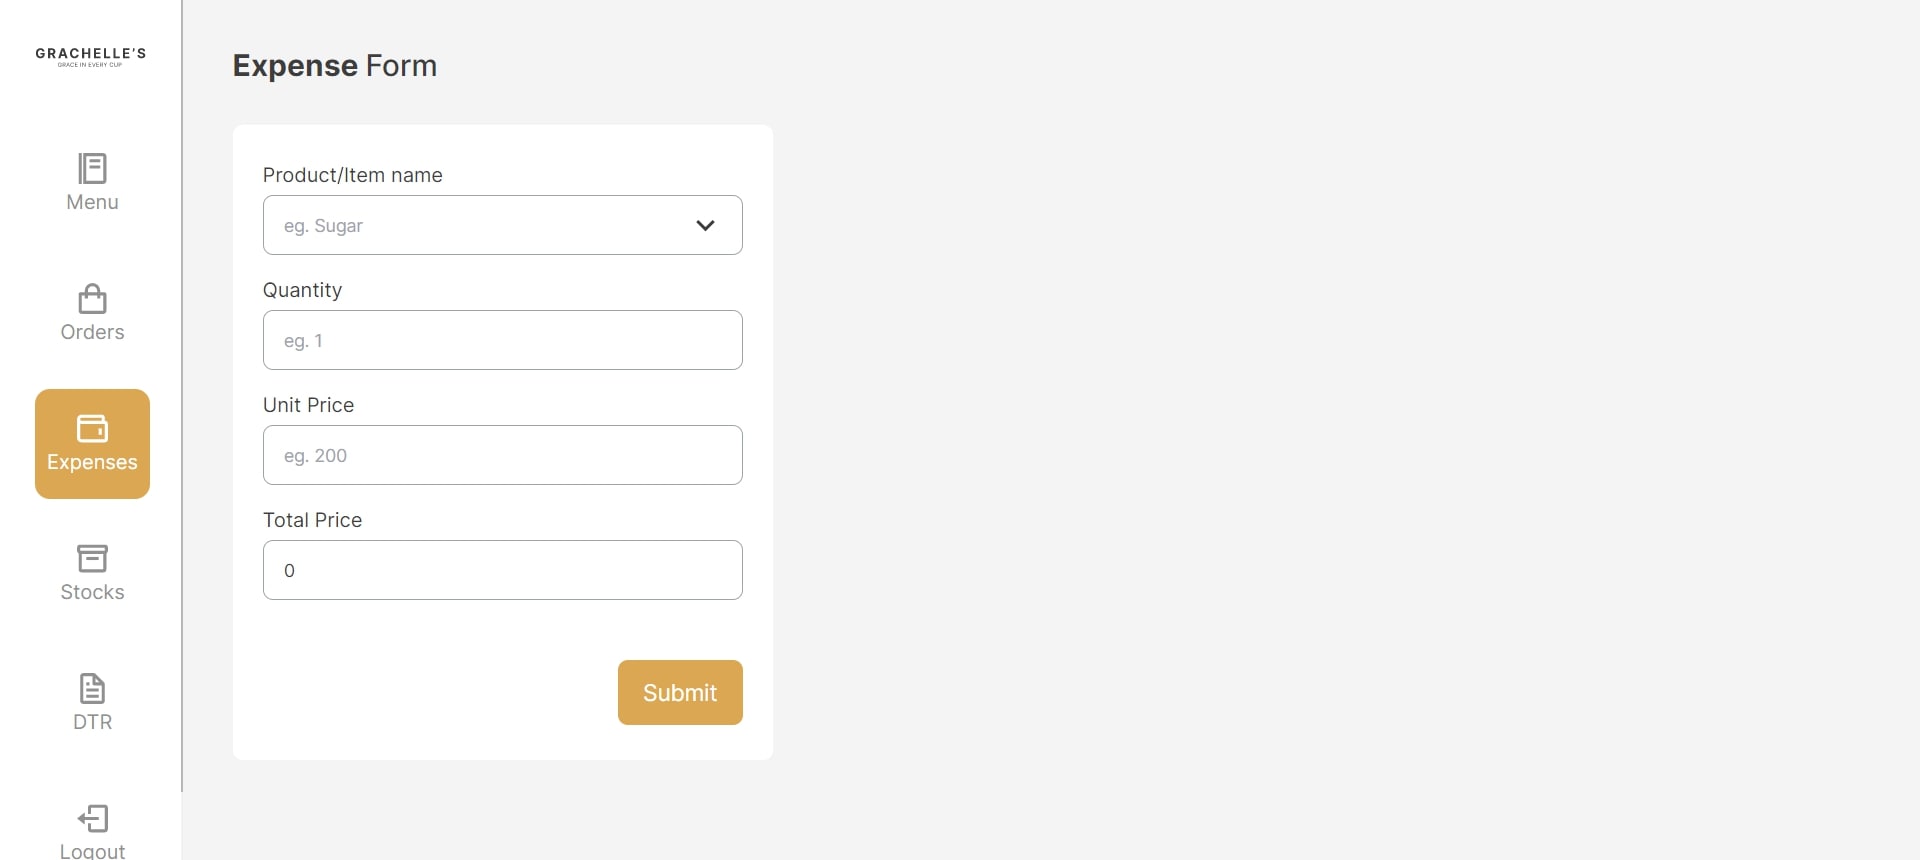 GRACHELLE'S
GRACE IN EVERY CUP
Menu
Orders
Expenses
Stocks
DTR
Logout
Expense Form
Product/Item name
eg. Sugar
Quantity
eg. 1
Unit Price
eg. 200
Total Price
0
Submit